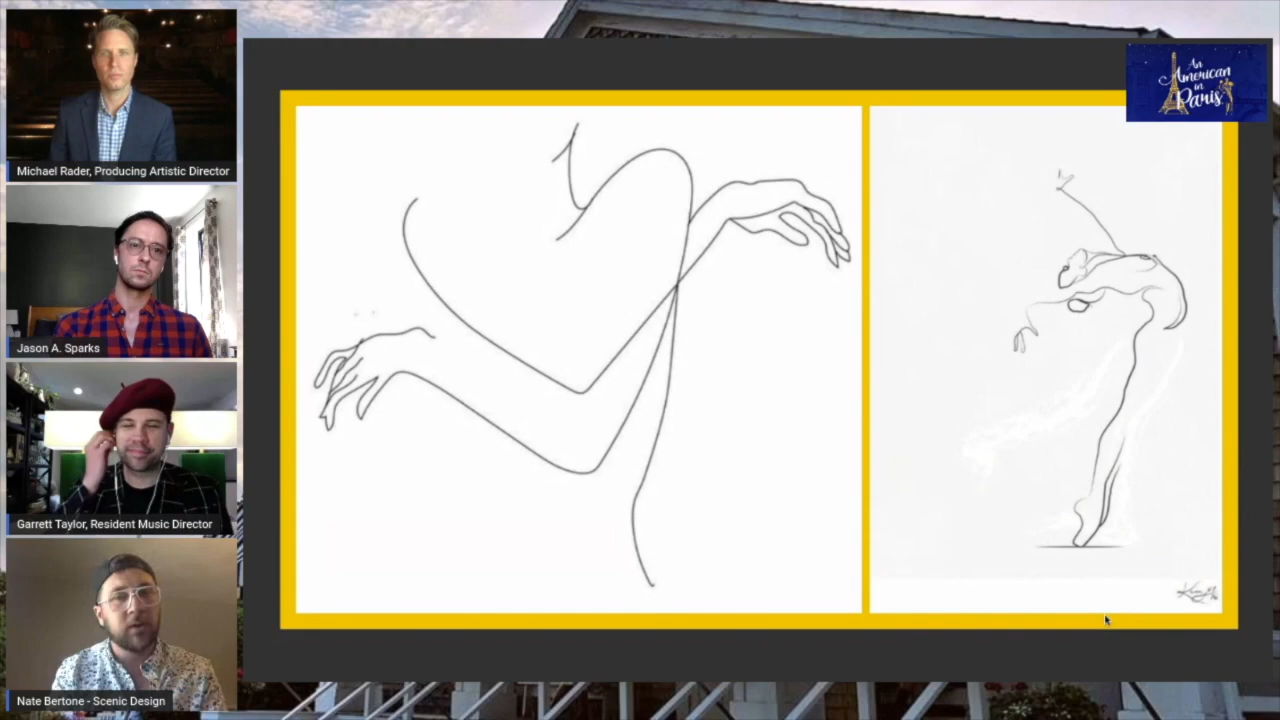 Michael Rader, Producing Artistic Director
Jason A. Sparks
Garrett Taylor, Resident Music Director
Nate Bertone - Scenic Design
An
American
in
Paris